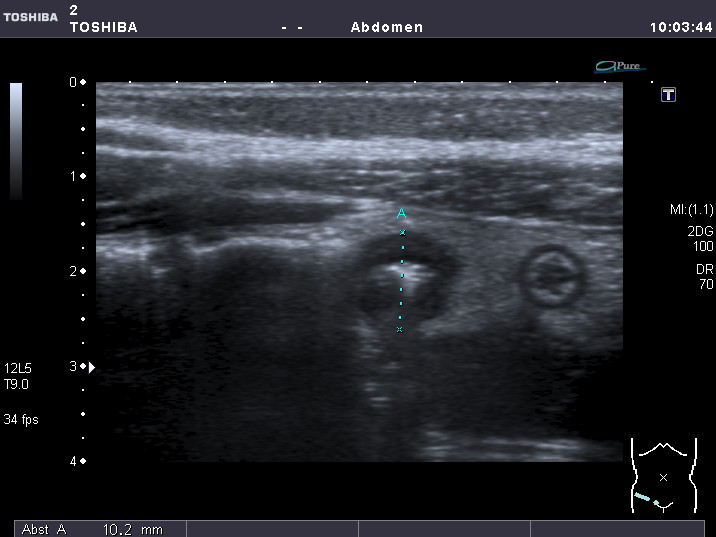 TOSHIBA
2
TOSHIBA - - Abdomen 10:03:44
aPure
T
0
1
2
3
4
A
MI:(1.1)
2DG
100
DR
70
12L5
T9.0
34 fps
Abst A 10.2 mm